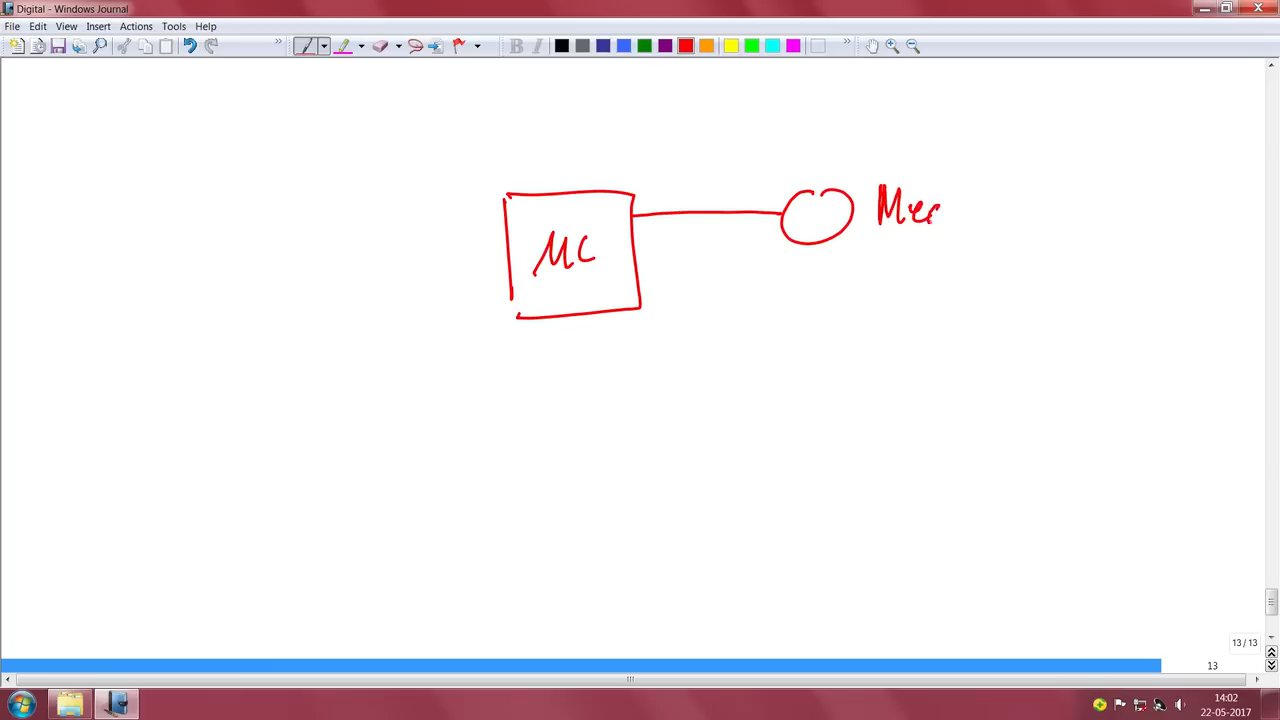 Digital - Windows Journal
File Edit View Insert Actions Tools Help
B I
MC
13 / 13
13
14:02
22-05-2017